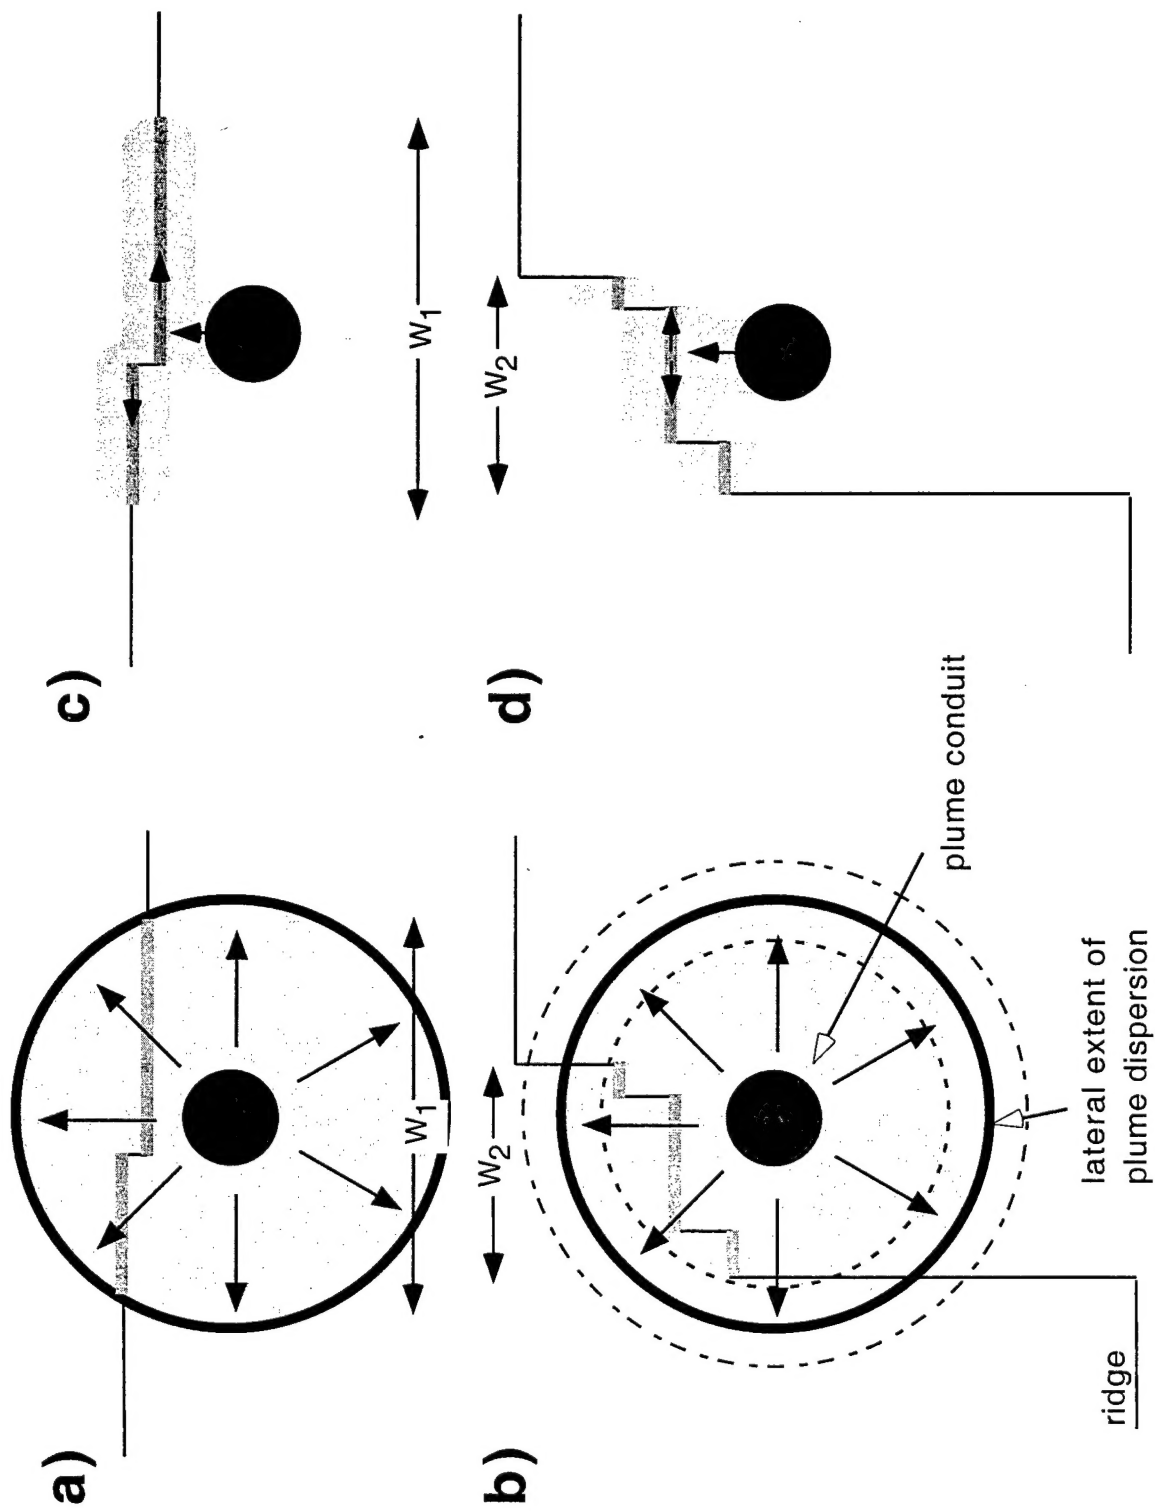 a)
W1
b)
W2
ridge
lateral extent of
plume dispersion
plume conduit
c)
W1
d)
W2